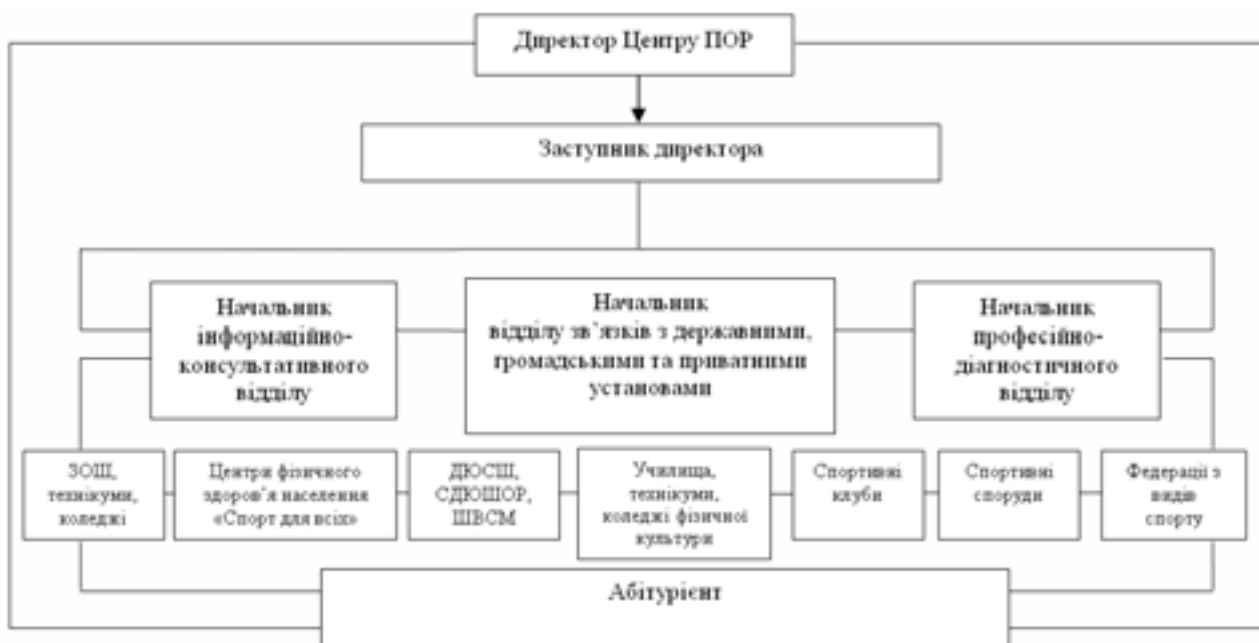 Директор Центру ПОР
Заступник директора
Начальник
інформаційно-
консультативного
відділу
Начальник
відділу зв’язків з державними,
громадськими та приватними
установами
Начальник
професійно-
діагностичного
відділу
ЗОШ,
технікуми,
коледжі
Центри фізичного
здоров’я населення
«Спорт для всіх»
ДЮСШ,
СДЮШОР,
ШВСМ
Училища,
технікуми,
коледжі фізичної
культури
Спортивні
клуби
Спортивні
споруди
Федерації з
видів
спорту
Абітурієнт